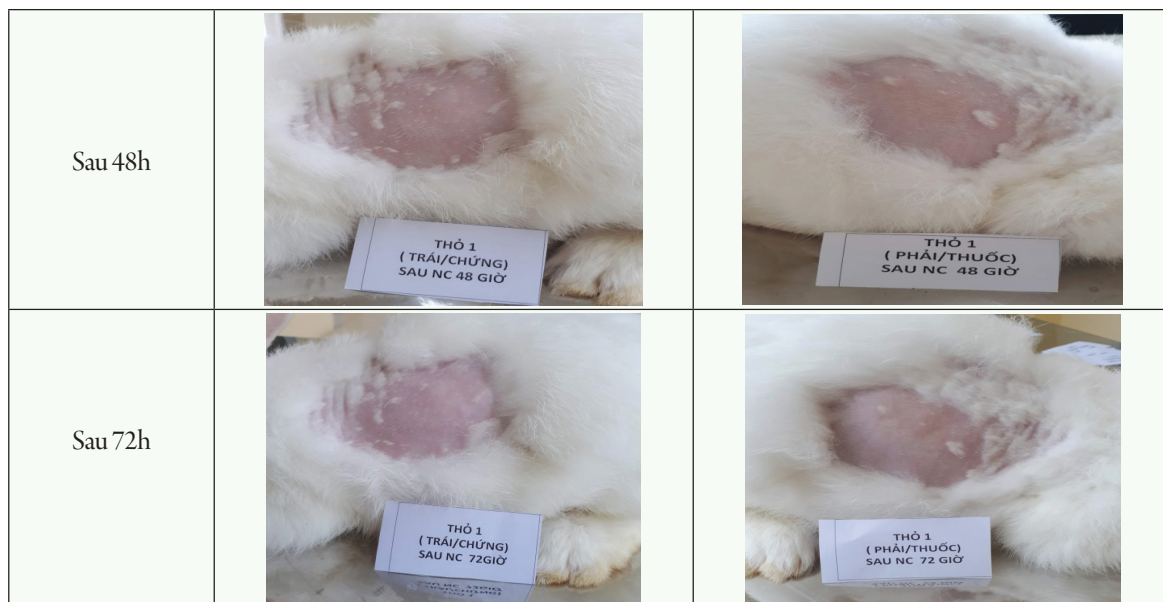 Sau 48h
THỎ 1
( TRÁI/CHỨNG)
SAU NC 48 GIỜ
THỎ 1
( PHẢI/THUỐC)
SAU NC 48 GIỜ
Sau 72h
THỎ 1
( TRÁI/CHỨNG)
SAU NC 72GIỜ
THỎ 1
( PHẢI/THUỐC)
SAU NC 72 GIỜ